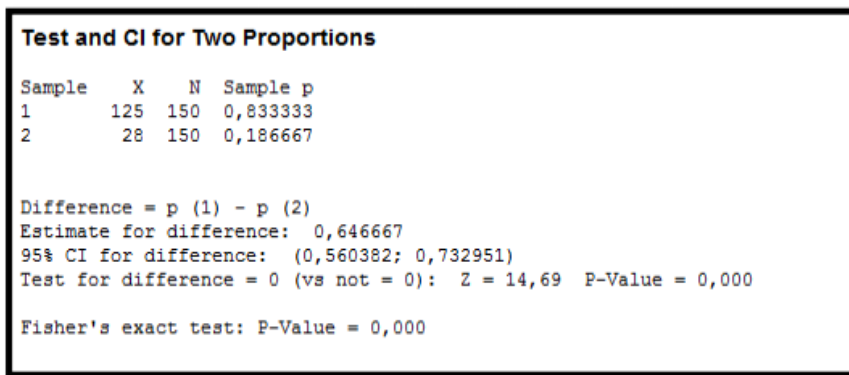 Test and CI for Two Proportions
Sample X N Sample p
1 125 150 0,833333
2 28 150 0,186667
Difference = p (1) - p (2)
Estimate for difference: 0,646667
95% CI for difference: (0,560382; 0,732951)
Test for difference = 0 (vs not = 0): Z = 14,69 P-Value = 0,000
Fisher's exact test: P-Value = 0,000